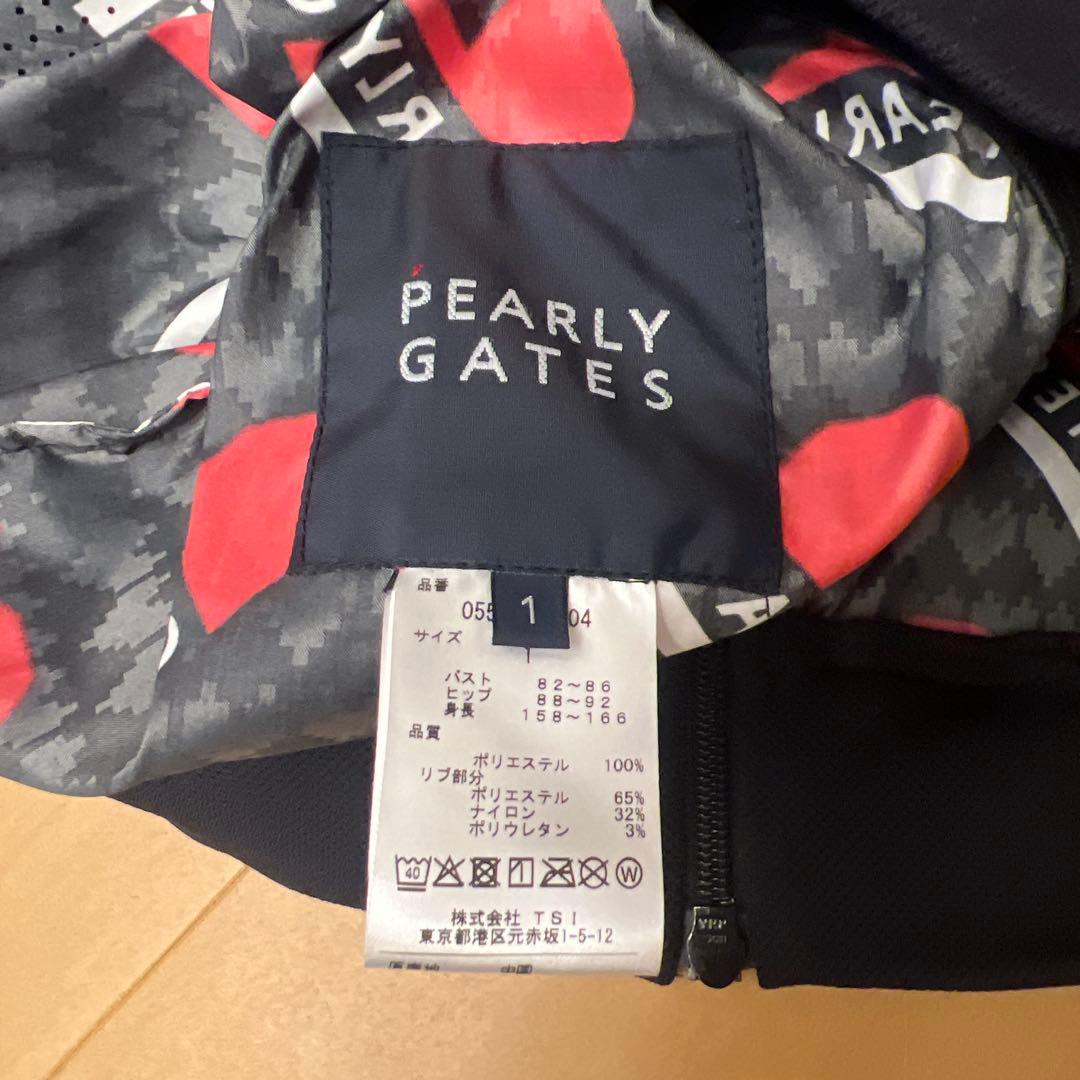 PEARLY
GATES
1
品番
055 04
サイズ
バスト 82～86
ヒップ 88～92
身長 158～166
品質
ポリエステル 100%
リブ部分
ポリエステル 65%
ナイロン 32%
ポリウレタン 3%
40
W
株式会社 TSI
東京都港区元赤坂1-5-12